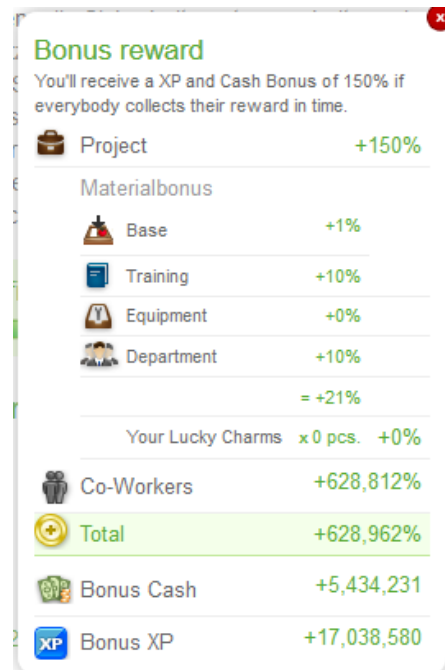 Bonus reward
You'll receive a XP and Cash Bonus of 150% if
everybody collects their reward in time.
Project +150%
Materialbonus
Base +1%
Training +10%
Equipment +0%
Department +10%
= +21%
Your Lucky Charms x 0 pcs. +0%
Co-Workers +628,812%
Total +628,962%
Bonus Cash +5,434,231
XP Bonus XP +17,038,580